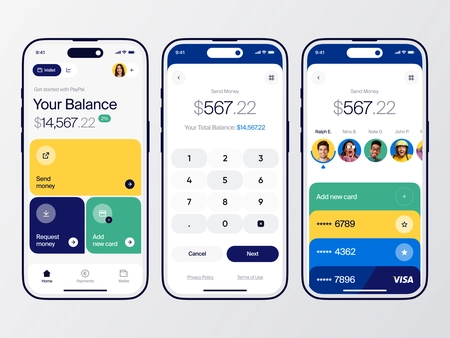 9:41
Wallet
Get started with PayPal
Your Balance
$14,567.22
2%
Send
money
Request
money
Add
new card
Home
Payments
Wallet
9:41
Send Money
$567.22
Your Total Balance: $14,567.22
1 2 3
4 5 6
7 8 9
. 0
Cancel
Next
Privacy Policy
Terms of Use
9:41
Send Money
$567.22
Ralph E. Nina B. Naila D. John P.
Add new card
••••• 6789
••••• 4362
••••• 7896
VISA